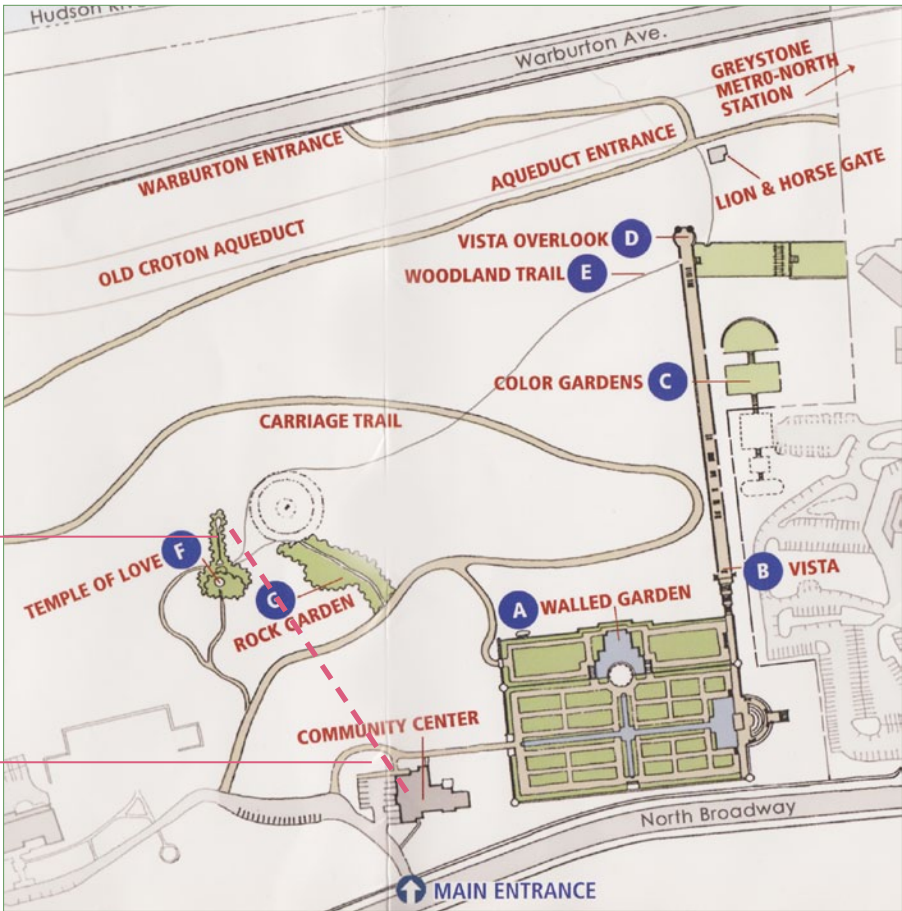 Hudson
Warburton Ave.
GREYSTONE
METRO-NORTH
STATION
WARBURTON ENTRANCE
AQUEDUCT ENTRANCE
LION & HORSE GATE
OLD CROTON AQUEDUCT
VISTA OVERLOOK D
WOODLAND TRAIL E
COLOR GARDENS C
CARRIAGE TRAIL
TEMPLE OF LOVE F
B VISTA
G
ROCK GARDEN
A WALLED GARDEN
COMMUNITY CENTER
North Broadway
MAIN ENTRANCE